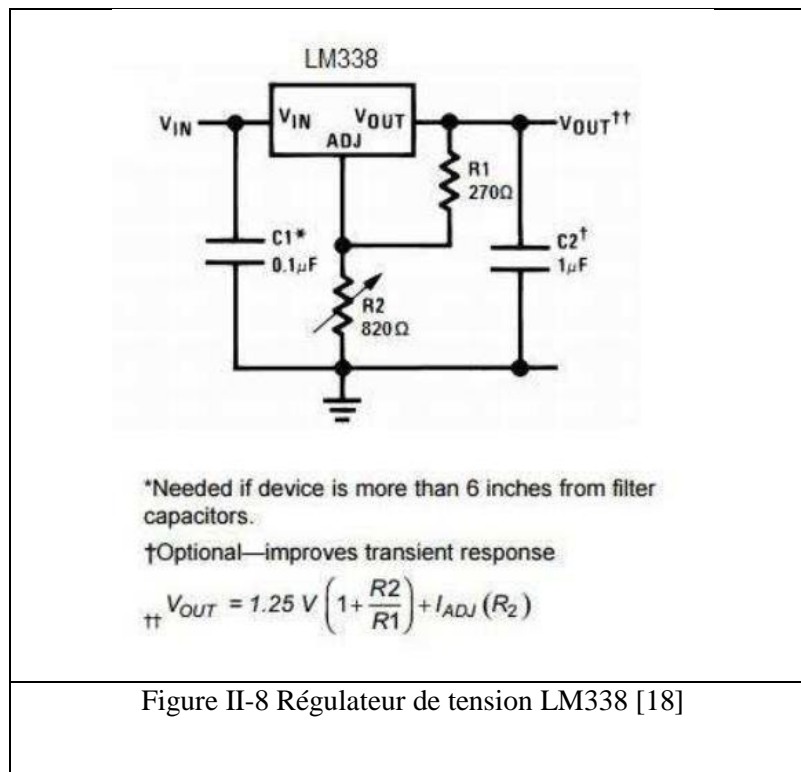 LM338
V_IN
V_IN V_OUT
ADJ
V_OUT††
R1
270Ω
C1*
0.1µF
C2†
1µF
R2
820Ω
*Needed if device is more than 6 inches from filter
capacitors.
†Optional—improves transient response
†† V_OUT = 1.25 V (1 + R2/R1) + I_ADJ (R_2)
Figure II-8 Régulateur de tension LM338 [18]